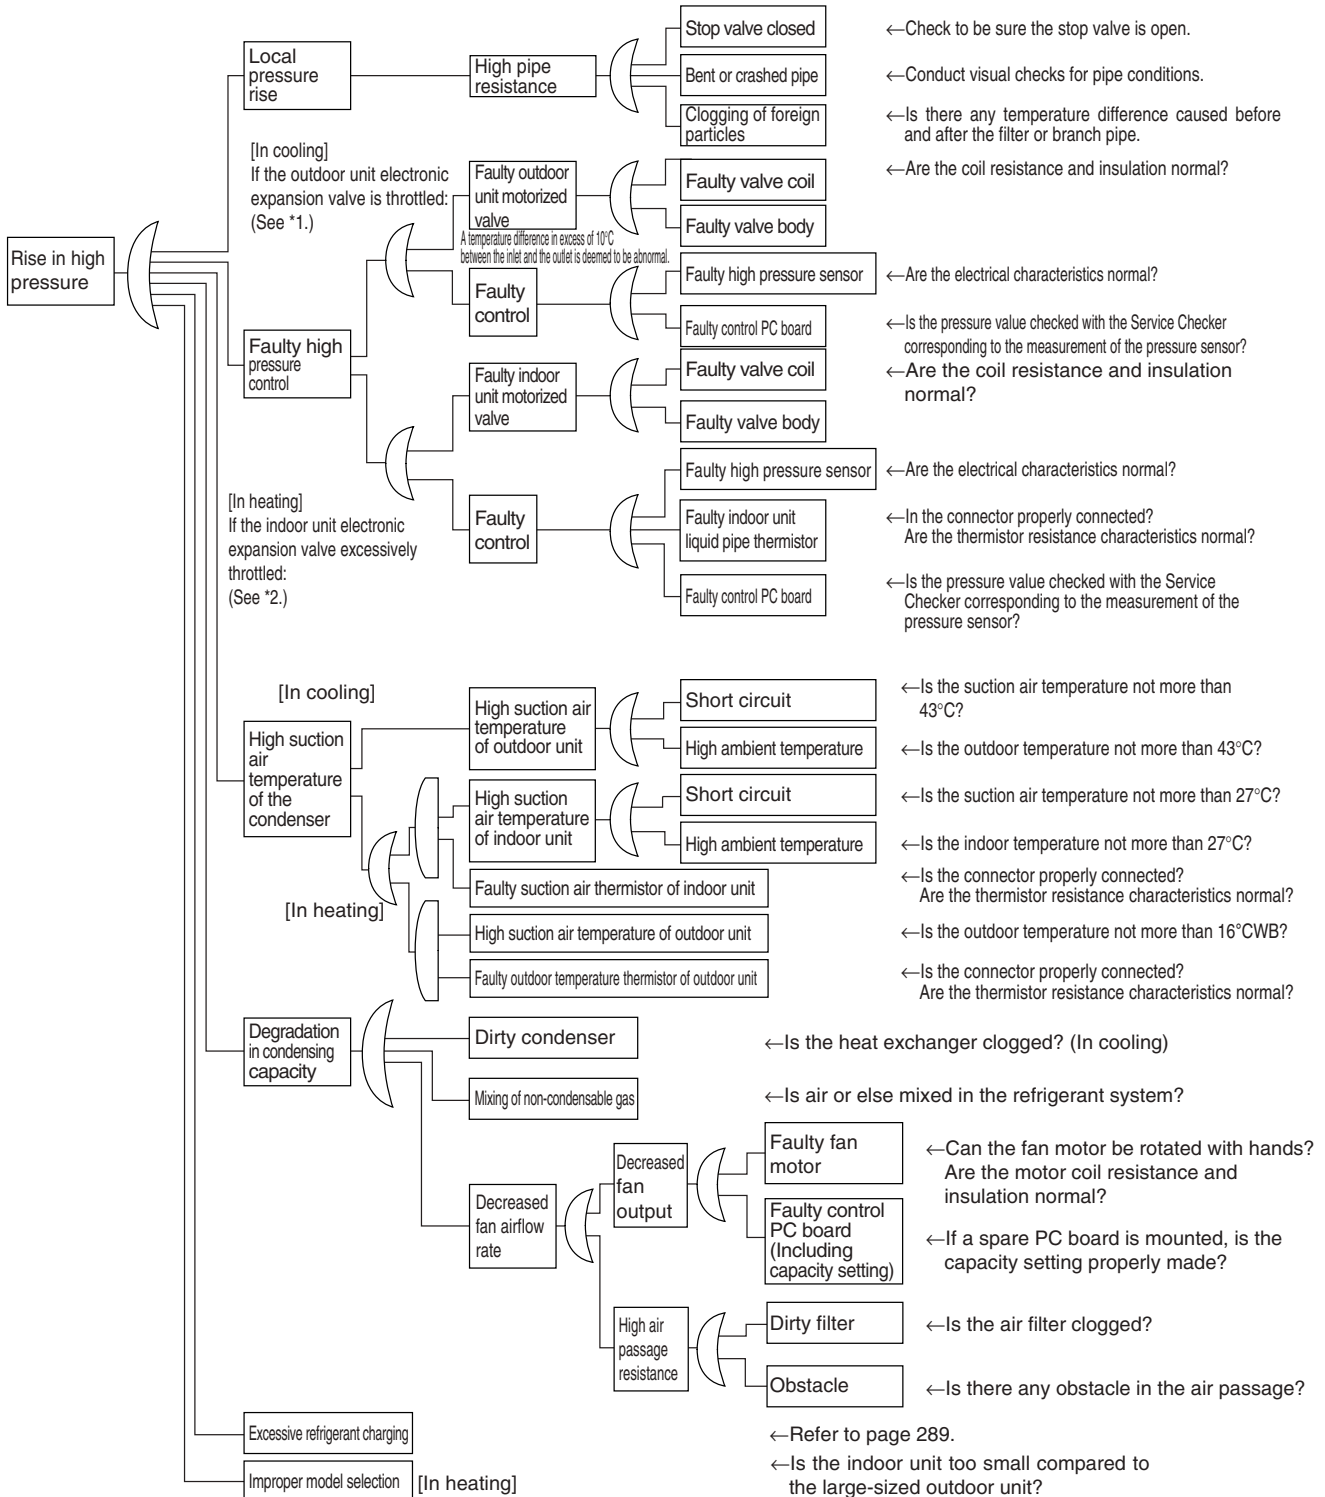 Rise in high
pressure
Local
pressure
rise
High pipe
resistance
Stop valve closed
←Check to be sure the stop valve is open.
Bent or crashed pipe
←Conduct visual checks for pipe conditions.
Clogging of foreign
particles
←Is there any temperature difference caused before
and after the filter or branch pipe.
[In cooling]
If the outdoor unit electronic
expansion valve is throttled:
(See *1.)
Faulty high
pressure
control
Faulty outdoor
unit motorized
valve
A temperature difference in excess of 10°C
between the inlet and the outlet is deemed to be abnormal.
Faulty valve coil
←Are the coil resistance and insulation normal?
Faulty valve body
Faulty
control
Faulty high pressure sensor
←Are the electrical characteristics normal?
Faulty control PC board
←Is the pressure value checked with the Service Checker
corresponding to the measurement of the pressure sensor?
Faulty indoor
unit motorized
valve
Faulty valve coil
←Are the coil resistance and insulation
normal?
Faulty valve body
[In heating]
If the indoor unit electronic
expansion valve excessively
throttled:
(See *2.)
Faulty
control
Faulty high pressure sensor
←Are the electrical characteristics normal?
Faulty indoor unit
liquid pipe thermistor
←In the connector properly connected?
Are the thermistor resistance characteristics normal?
Faulty control PC board
←Is the pressure value checked with the Service
Checker corresponding to the measurement of the
pressure sensor?
[In cooling]
High suction
air
temperature
of the
condenser
High suction air
temperature
of outdoor unit
Short circuit
←Is the suction air temperature not more than
43°C?
High ambient temperature
←Is the outdoor temperature not more than 43°C?
[In heating]
High suction
air temperature
of indoor unit
Short circuit
←Is the suction air temperature not more than 27°C?
High ambient temperature
←Is the indoor temperature not more than 27°C?
Faulty suction air thermistor of indoor unit
←Is the connector properly connected?
Are the thermistor resistance characteristics normal?
High suction air temperature of outdoor unit
←Is the outdoor temperature not more than 16°CWB?
Faulty outdoor temperature thermistor of outdoor unit
←Is the connector properly connected?
Are the thermistor resistance characteristics normal?
Degradation
in condensing
capacity
Dirty condenser
←Is the heat exchanger clogged? (In cooling)
Mixing of non-condensable gas
←Is air or else mixed in the refrigerant system?
Decreased
fan airflow
rate
Decreased
fan
output
Faulty fan
motor
←Can the fan motor be rotated with hands?
Are the motor coil resistance and
insulation normal?
Faulty control
PC board
(Including
capacity setting)
←If a spare PC board is mounted, is the
capacity setting properly made?
High air
passage
resistance
Dirty filter
←Is the air filter clogged?
Obstacle
←Is there any obstacle in the air passage?
Excessive refrigerant charging
←Refer to page 289.
Improper model selection
[In heating]
←Is the indoor unit too small compared to
the large-sized outdoor unit?